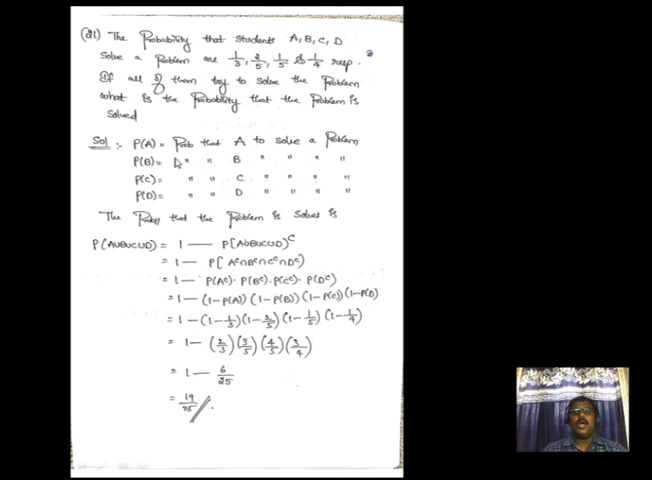 (21) The Probability that students A, B, C, D
Solve a Problem are 1/3, 2/5, 1/5 & 1/4 resp.
If all of them try to solve the Problem
what is the Probability that the Problem is
Solved
Sol :- P(A) = Prob that A to solve a Problem
P(B) = " " B " " " "
P(C) = " " C " " " "
P(D) = " " D " " " "
The Prob that the Problem is Solves is
P(AUBUCUD) = 1 — P[AUBUCUD)^C
= 1 — P[A^C∩B^C∩C^C∩D^C)
= 1 — P(A^C). P(B^C). P(C^C). P(D^C)
= 1 — (1-P(A)) (1-P(B)) (1-P(C)) (1-P(D)
= 1 — (1-1/3) (1-2/5) (1-1/5) (1-1/4)
= 1 — (2/3) (3/5) (4/5) (3/4)
= 1 — 6/25
= 19/25 //.